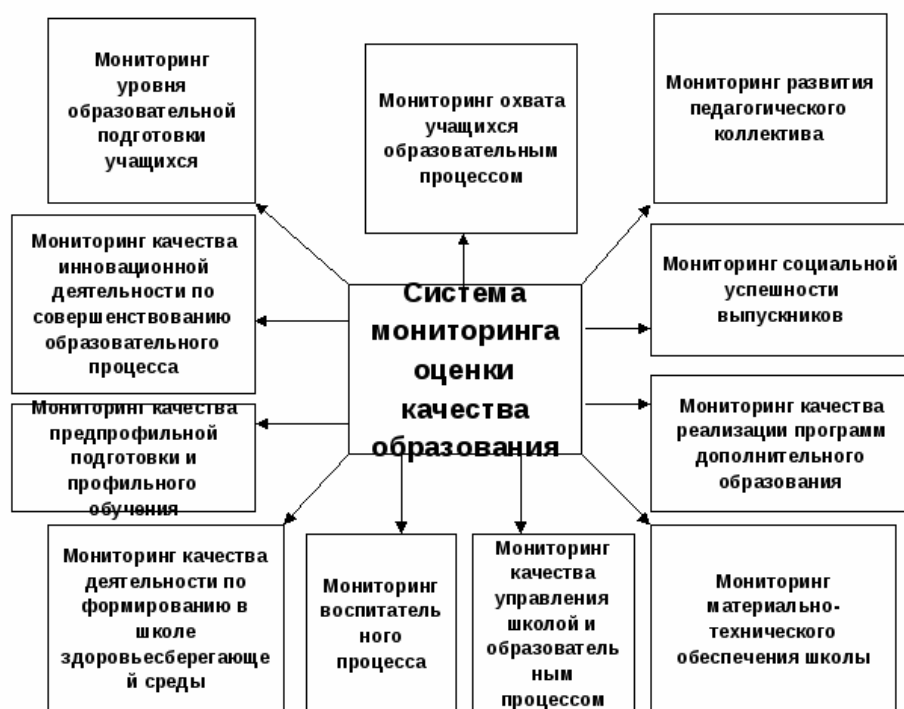 Мониторинг
уровня
образовательной
подготовки
учащихся
Мониторинг охвата
учащихся
образовательным
процессом
Мониторинг развития
педагогического
коллектива
Мониторинг качества
инновационной
деятельности по
совершенствованию
образовательного
процесса
Система
мониторинга
оценки
качества
образования
Мониторинг социальной
успешности
выпускников
Мониторинг качества
предпрофильной
подготовки и
профильного
обучения
Мониторинг качества
реализации программ
дополнительного
образования
Мониторинг качества
деятельности по
формированию в
школе
здоровьесберегающе
й среды
Мониторинг
воспитатель
ного
процесса
Мониторинг
качества
управления
школой и
образователь
ным
процессом
Мониторинг
материально-
технического
обеспечения школы